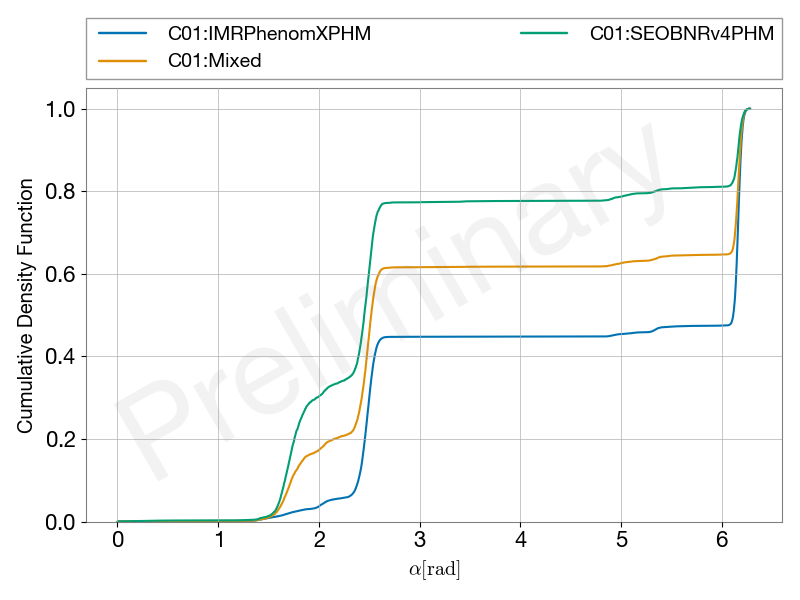 C01:IMRPhenomXPHM
C01:SEOBNRv4PHM
C01:Mixed
1.0
0.8
0.6
0.4
0.2
0.0
Cumulative Density Function
Preliminary
0 1 2 3 4 5 6
α[rad]